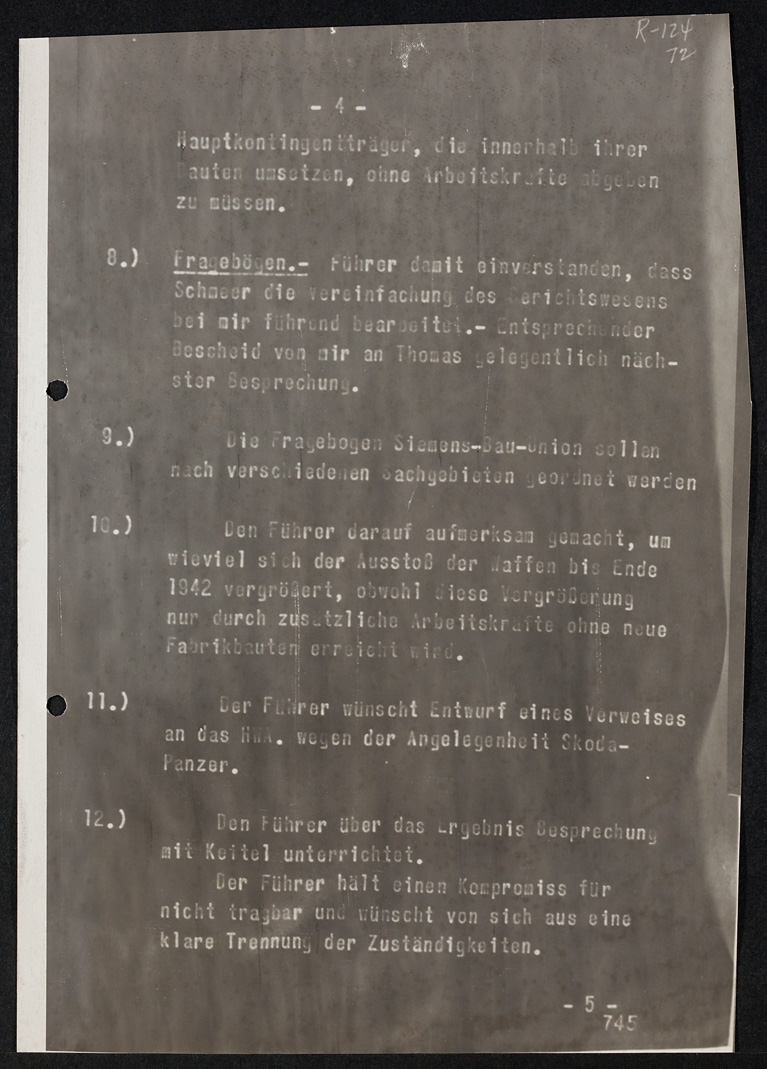 R-124
72
- 4 -
Hauptkontingentträger, die innerhalb ihrer
Bauten umsetzen, ohne Arbeitskräfte abgeben
zu müssen.
8.) Fragebögen.- Führer damit einverstanden, dass
Schmeer die Vereinfachung des Berichtswesens
bei mir führend bearbeitet.- Entsprechender
Bescheid von mir an Thomas gelegentlich näch-
ster Besprechung.
9.) Die Fragebogen Siemens-Bau-Union sollen
nach verschiedenen Sachgebieten geordnet werden
10.) Den Führer darauf aufmerksam gemacht, um
wieviel sich der Ausstoß der Waffen bis Ende
1942 vergrößert, obwohl diese Vergrößerung
nur durch zusätzliche Arbeitskräfte ohne neue
Fabrikbauten erreicht wird.
11.) Der Führer wünscht Entwurf eines Verweises
an das HWA. wegen der Angelegenheit Skoda-
Panzer.
12.) Den Führer über das Ergebnis Besprechung
mit Keitel unterrichtet.
Der Führer hält einen Kompromiss für
nicht tragbar und wünscht von sich aus eine
klare Trennung der Zuständigkeiten.
- 5 -
745